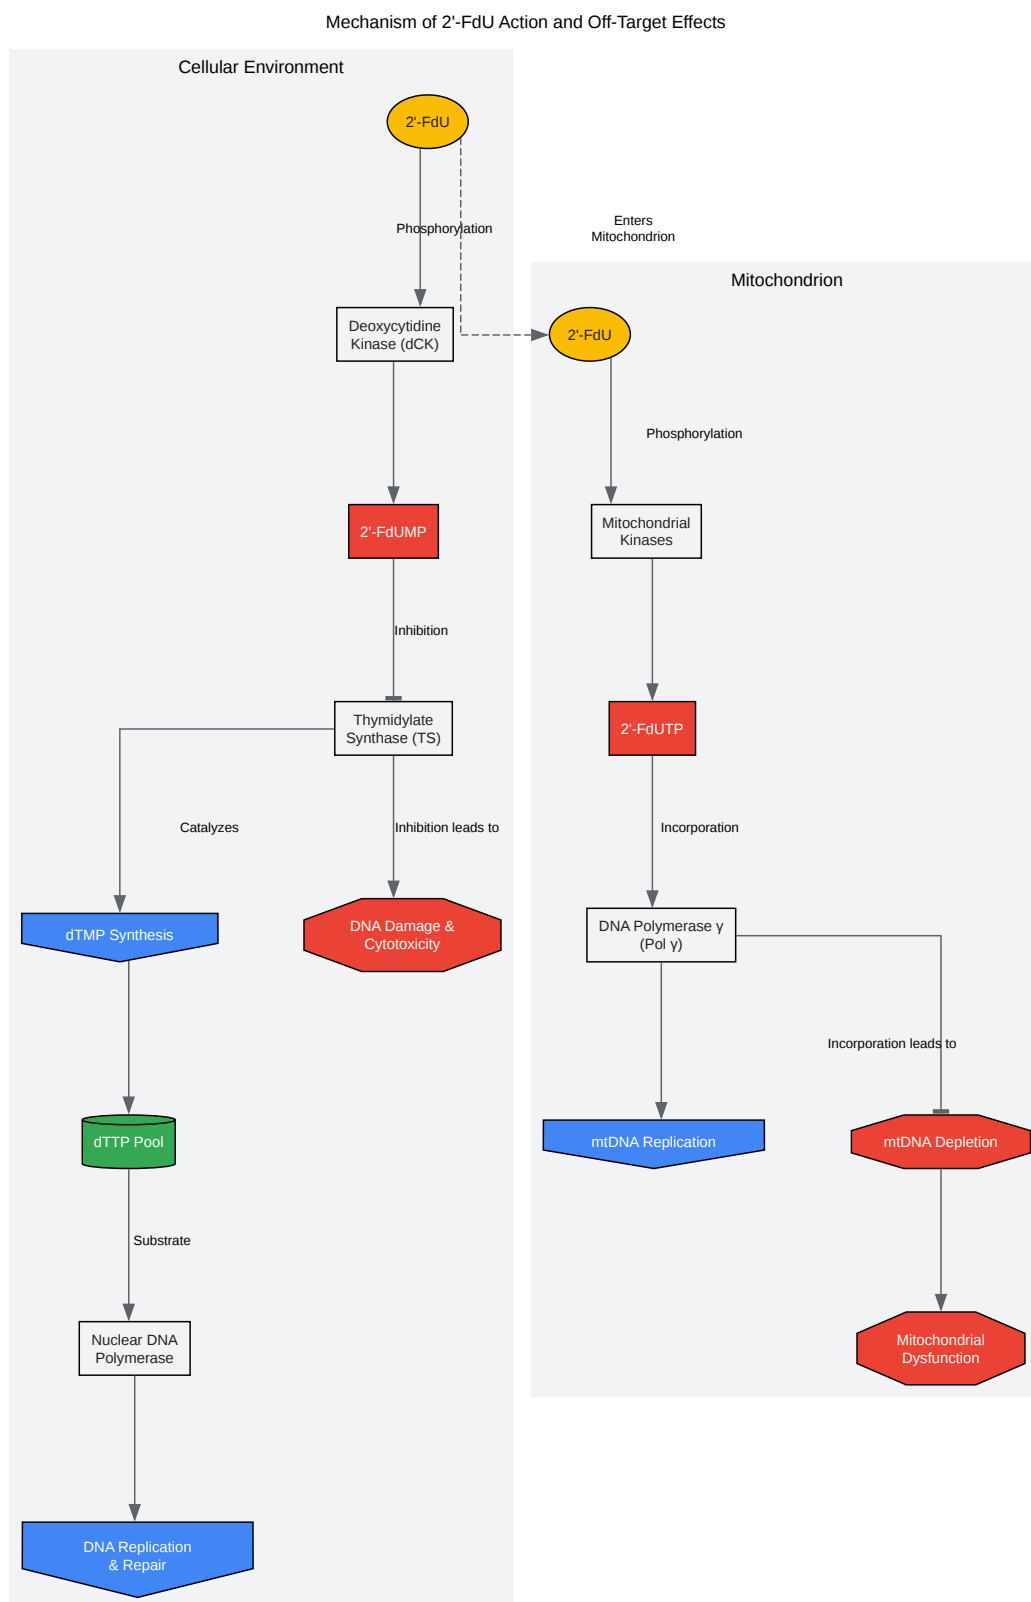 Mechanism of 2'-FdU Action and Off-Target Effects
Cellular Environment
2'-FdU
Phosphorylation
Deoxycytidine
Kinase (dCK)
2'-FdUMP
Inhibition
Thymidylate
Synthase (TS)
Catalyzes
Inhibition leads to
dTMP Synthesis
DNA Damage &
Cytotoxicity
dTTP Pool
Substrate
Nuclear DNA
Polymerase
DNA Replication
& Repair
Enters
Mitochondrion
Mitochondrion
2'-FdU
Phosphorylation
Mitochondrial
Kinases
2'-FdUTP
Incorporation
DNA Polymerase γ
(Pol γ)
Incorporation leads to
mtDNA Replication
mtDNA Depletion
Mitochondrial
Dysfunction